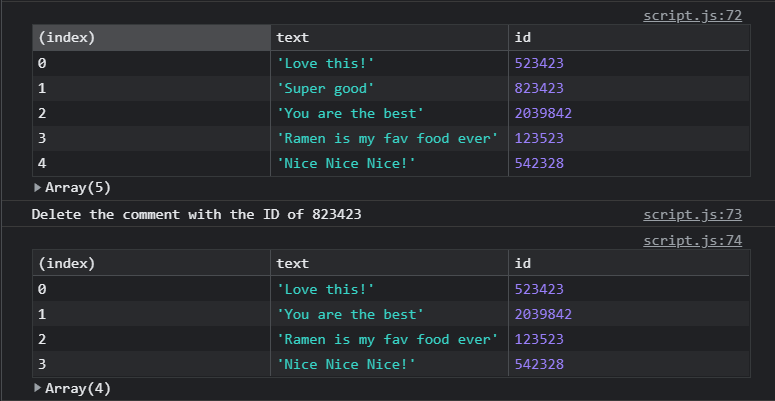 script.js:72
(index) text id
0 'Love this!' 523423
1 'Super good' 823423
2 'You are the best' 2039842
3 'Ramen is my fav food ever' 123523
4 'Nice Nice Nice!' 542328
▶Array(5)
Delete the comment with the ID of 823423 script.js:73
script.js:74
(index) text id
0 'Love this!' 523423
1 'You are the best' 2039842
2 'Ramen is my fav food ever' 123523
3 'Nice Nice Nice!' 542328
▶Array(4)